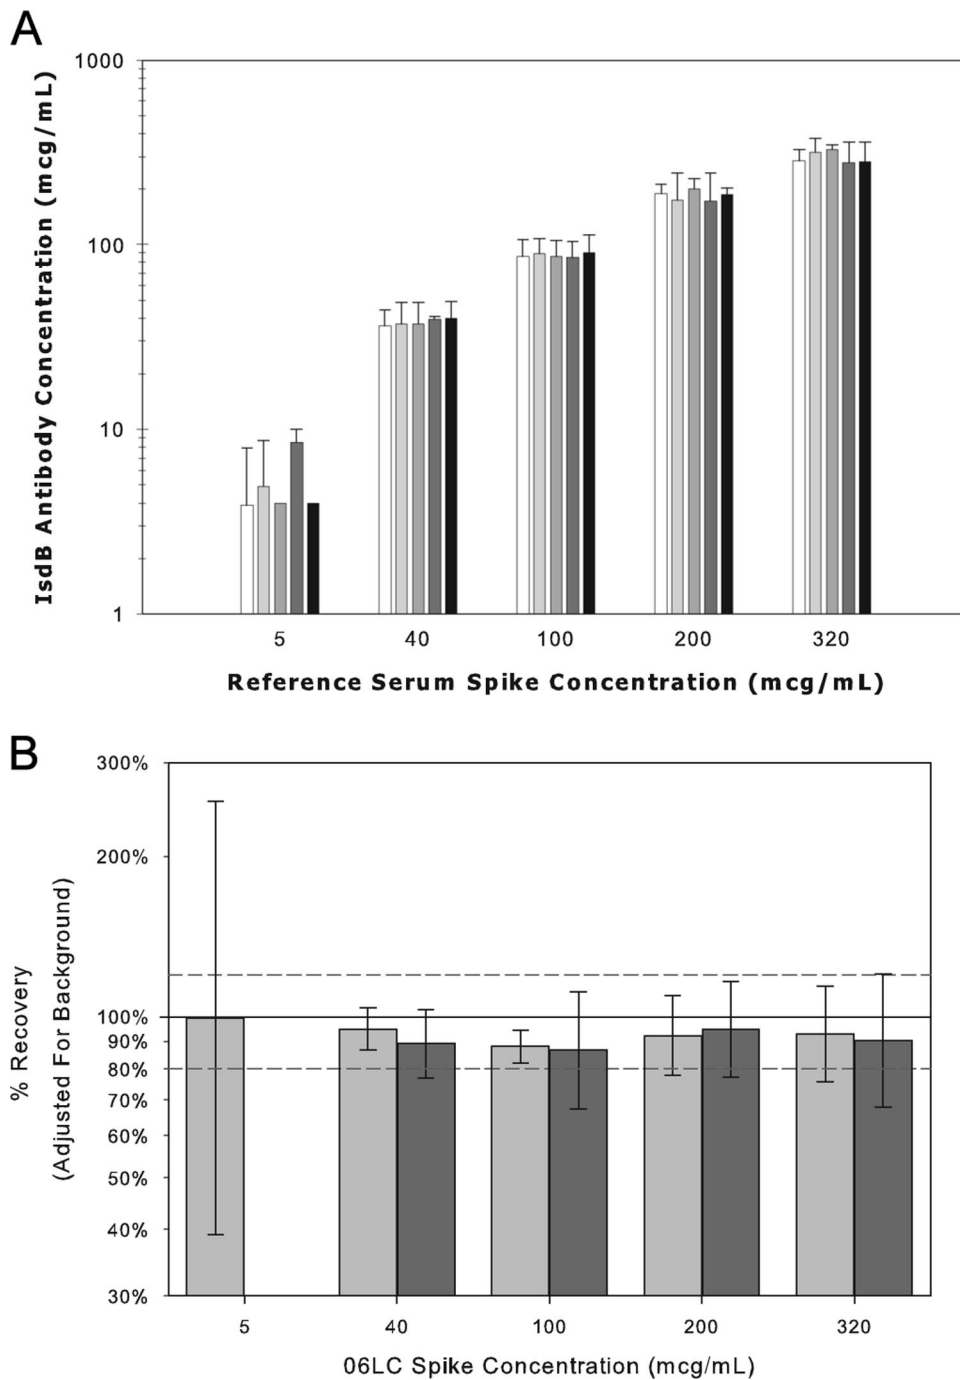 A
1000
100
10
1
IsdB Antibody Concentration (mcg/mL)
5 40 100 200 320
Reference Serum Spike Concentration (mcg/mL)
B
300%
200%
100%
90%
80%
70%
60%
50%
40%
30%
% Recovery
(Adjusted For Background)
5 40 100 200 320
06LC Spike Concentration (mcg/mL)